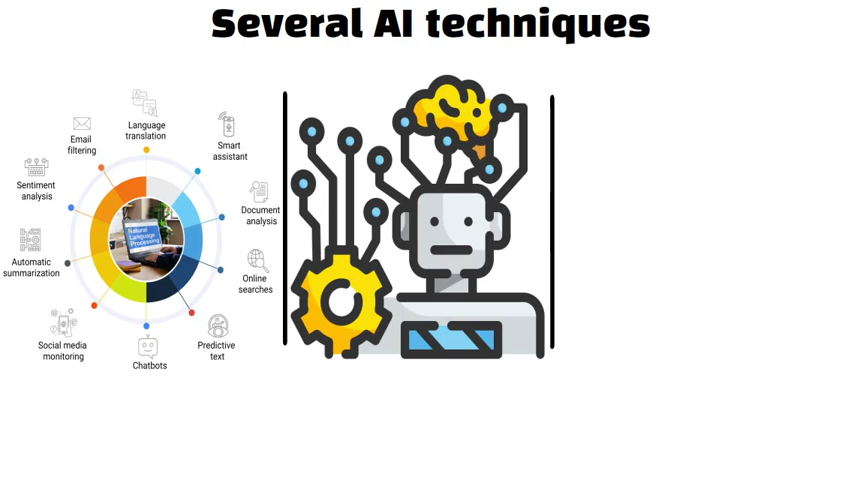 Several AI techniques
Language
translation
Email
filtering
Smart
assistant
Sentiment
analysis
Document
analysis
Natural
Language
Processing
Automatic
summarization
Online
searches
Social media
monitoring
Predictive
text
Chatbots